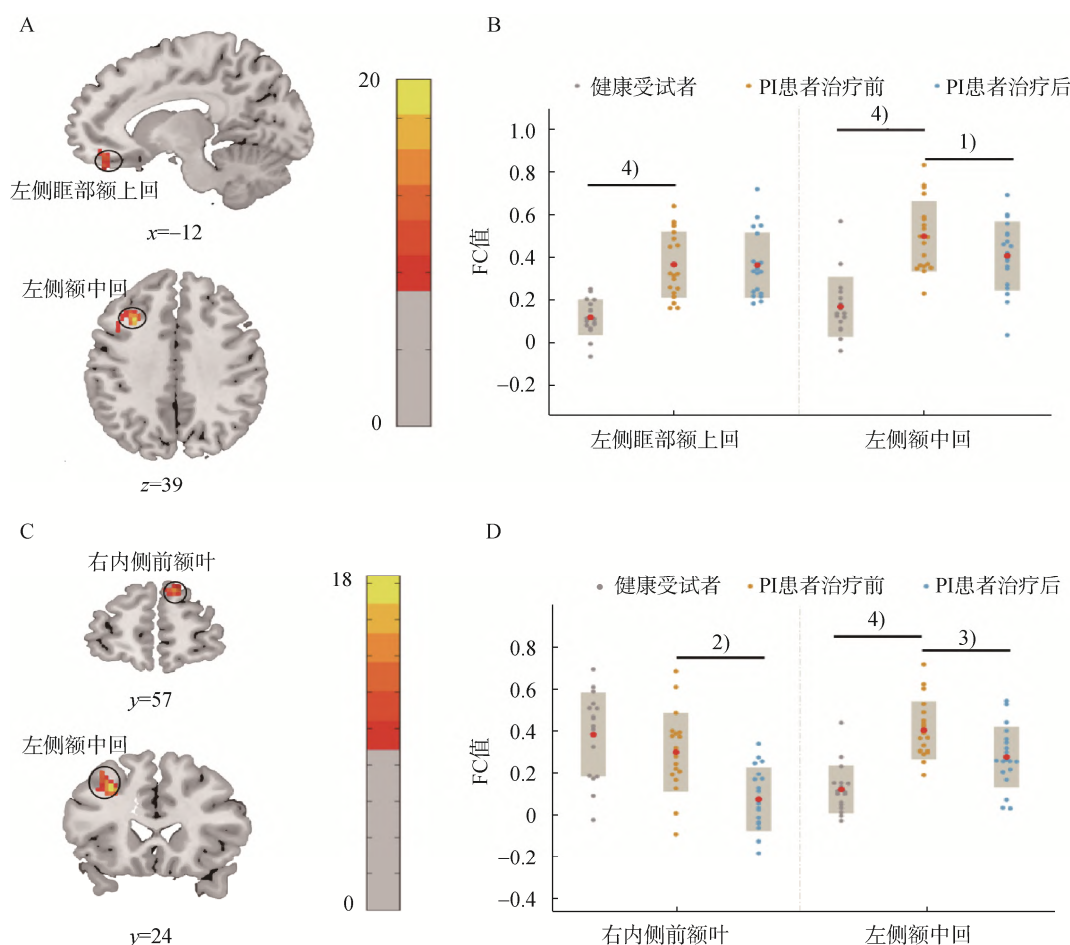 A
20
左侧眶部额上回
x=–12
左侧额中回
0
z=39
B
健康受试者 PI患者治疗前 PI患者治疗后
4)
4)
1)
FC值
1.0
0.8
0.6
0.4
0.2
0
–0.2
左侧眶部额上回 左侧额中回
C
右内侧前额叶
18
y=57
左侧额中回
0
y=24
D
健康受试者 PI患者治疗前 PI患者治疗后
2)
4)
3)
FC值
0.8
0.6
0.4
0.2
0
–0.2
–0.4
右内侧前额叶 左侧额中回